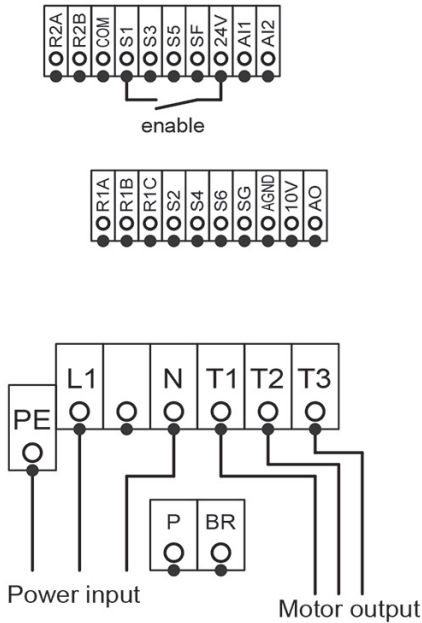 R2A R2B COM S1 S3 S5 SF 24V AI1 AI2
enable
R1A R1B R1C S2 S4 S6 SG AGND 10V AO
L1 N T1 T2 T3
PE
P BR
Power input
Motor output